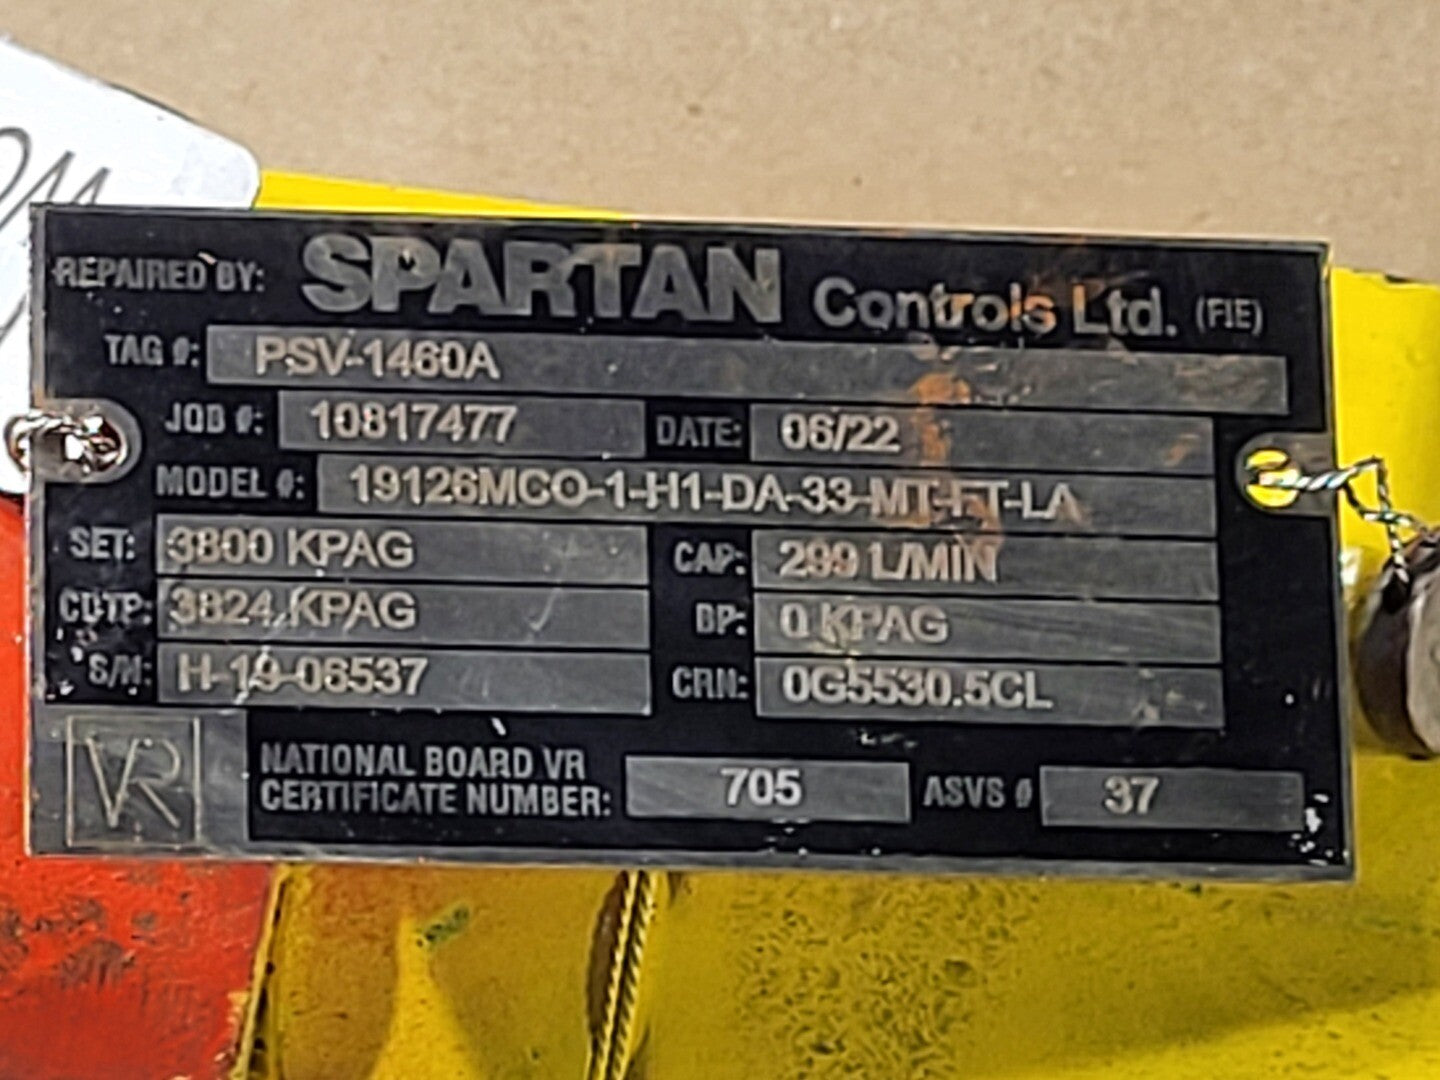 REPAIRED BY: SPARTAN Controls Ltd. (FIE)
TAG #: PSV-1460A
JOB #: 10817477 DATE: 06/22
MODEL #: 19126MCO-1-H1-DA-33-MT-FT-LA
SET: 3800 KPAG CAP: 299 L/MIN
CDTP: 3824 KPAG BP: 0 KPAG
S/N: H-19-06537 CRN: 0G5530.5CL
VR NATIONAL BOARD VR
CERTIFICATE NUMBER: 705 ASVS # 37